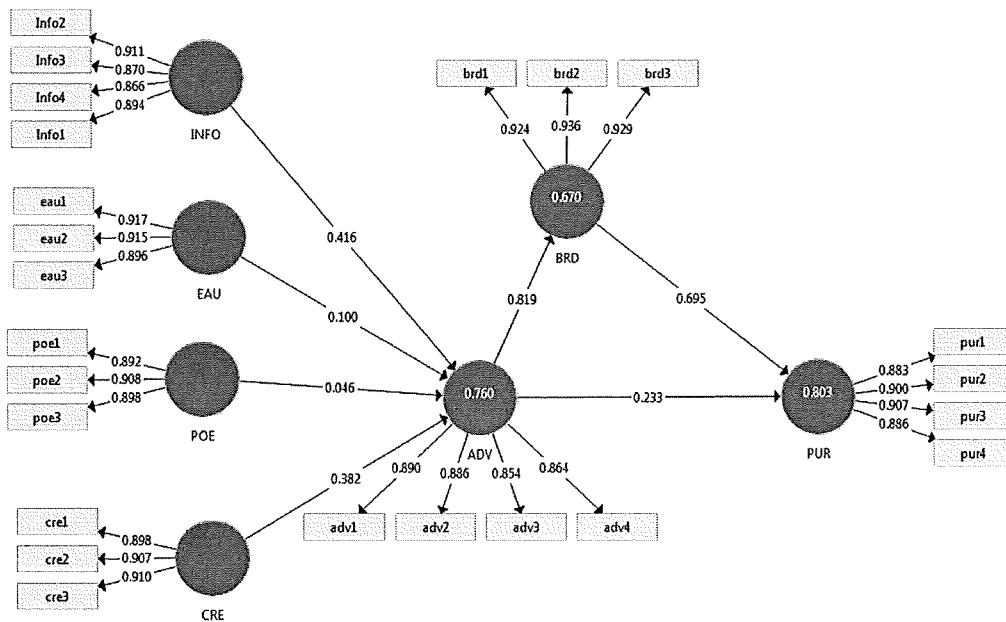 Info2
Info3
Info4
Info1
0.911
0.870
0.866
0.894
INFO
eau1
eau2
eau3
0.917
0.915
0.896
EAU
poe1
poe2
poe3
0.892
0.908
0.898
POE
cre1
cre2
cre3
0.898
0.907
0.910
CRE
0.416
0.100
0.046
0.382
0.760
ADV
0.890
0.886
0.854
0.864
adv1
adv2
adv3
adv4
brd1
brd2
brd3
0.924
0.936
0.929
0.670
BRD
0.819
0.695
0.233
0.803
PUR
0.883
0.900
0.907
0.886
pur1
pur2
pur3
pur4